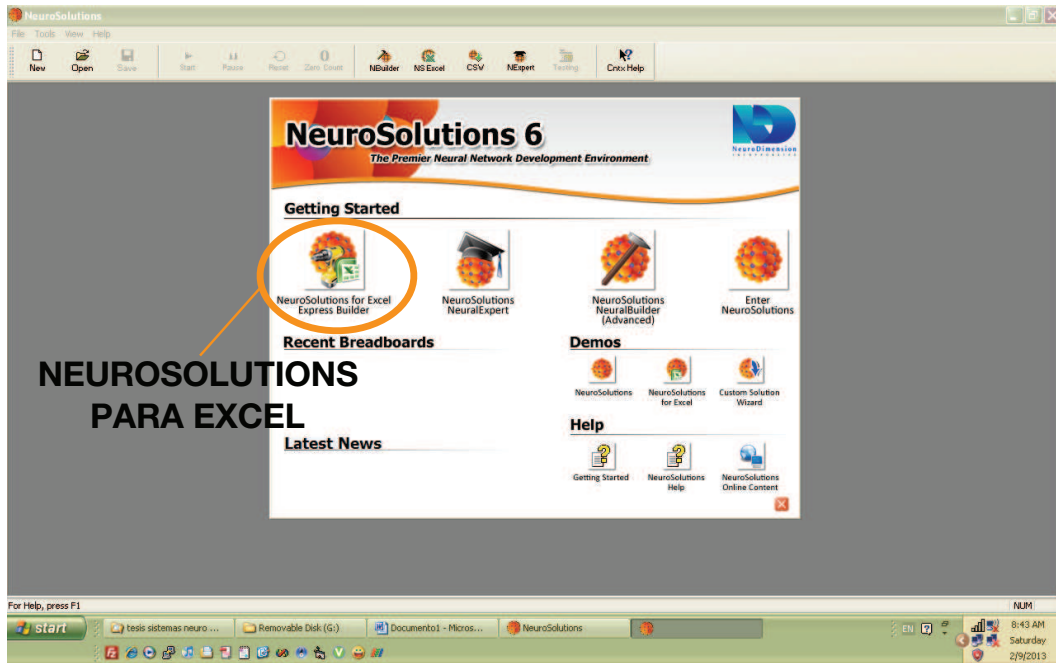 NeuroSolutions
File Tools View Help
New Open Save Start Pause Reset Zero Count NBuilder NS Excel CSV NExpert Testing Cntx Help
NeuroSolutions 6
The Premier Neural Network Development Environment
NeuroDimension
INCORPORATED
Getting Started
NeuroSolutions for Excel
Express Builder
NeuroSolutions
NeuralExpert
NeuroSolutions
NeuralBuilder
(Advanced)
Enter
NeuroSolutions
NEUROSOLUTIONS
PARA EXCEL
Recent Breadboards
Latest News
Demos
NeuroSolutions
NeuroSolutions
for Excel
Custom Solution
Wizard
Help
Getting Started
NeuroSolutions
Help
NeuroSolutions
Online Content
For Help, press F1
NUM
start
tesis sistemas neuro ...
Removable Disk (G:)
Documento1 - Micros...
NeuroSolutions
EN
8:43 AM
Saturday
2/9/2013